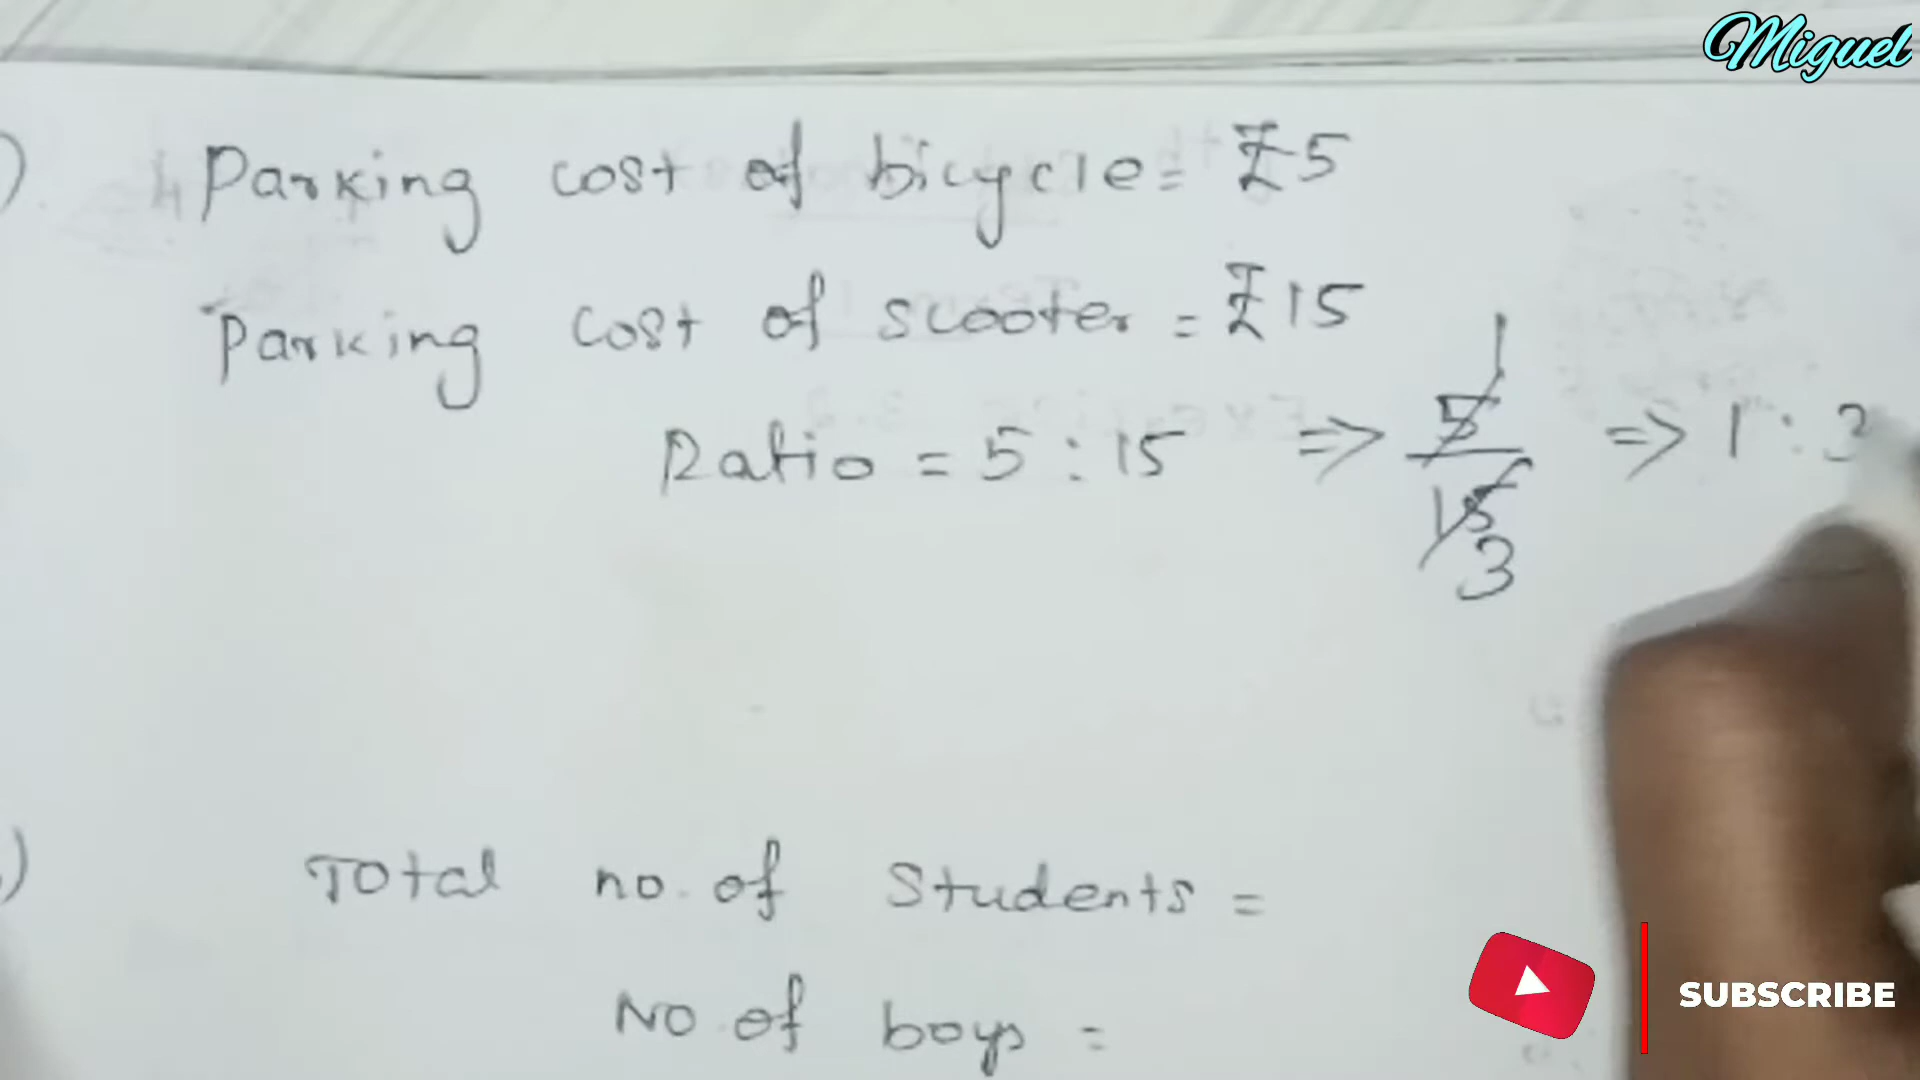 Miguel
) Parking cost of bicycle = ₹5
Parking cost of scooter = ₹15
Ratio = 5 : 15 => 5/15 => 1 : 3
1
3
) Total no. of Students =
No of boys =
SUBSCRIBE